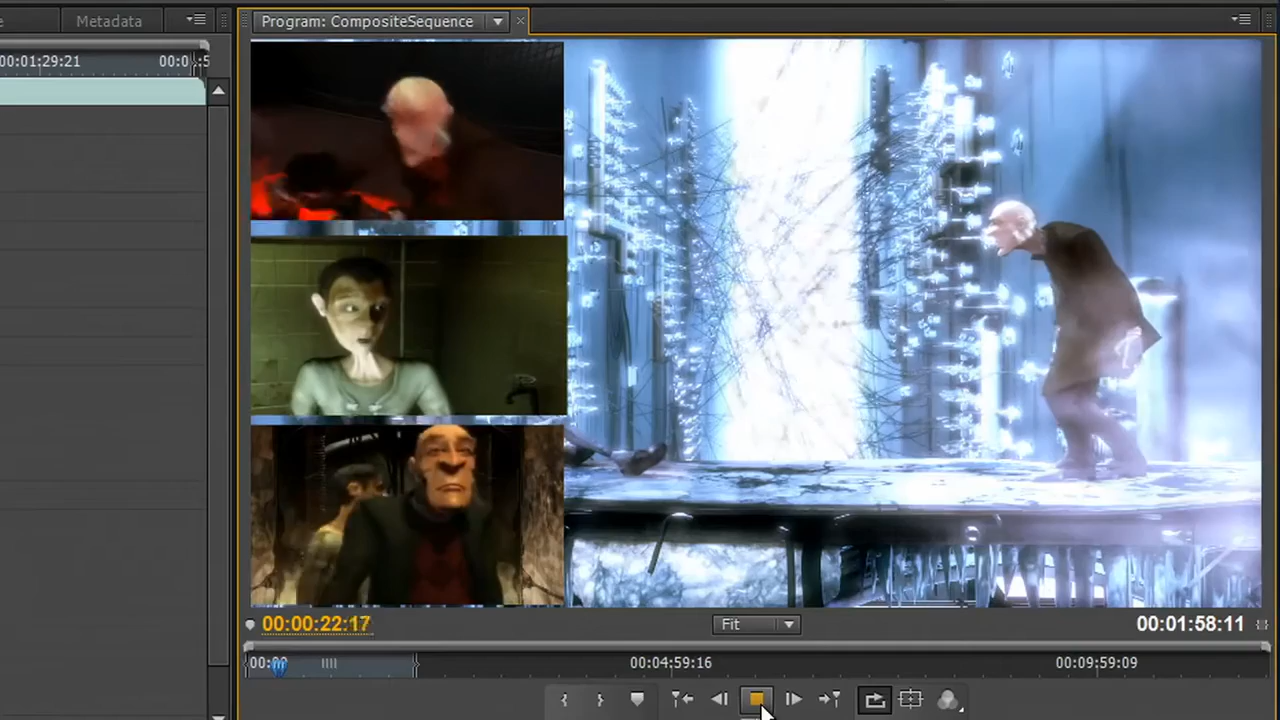 Metadata
Program: CompositeSequence
00:01:29:21
00:00:22:17
Fit
00:01:58:11
00:04:59:16
00:09:59:09